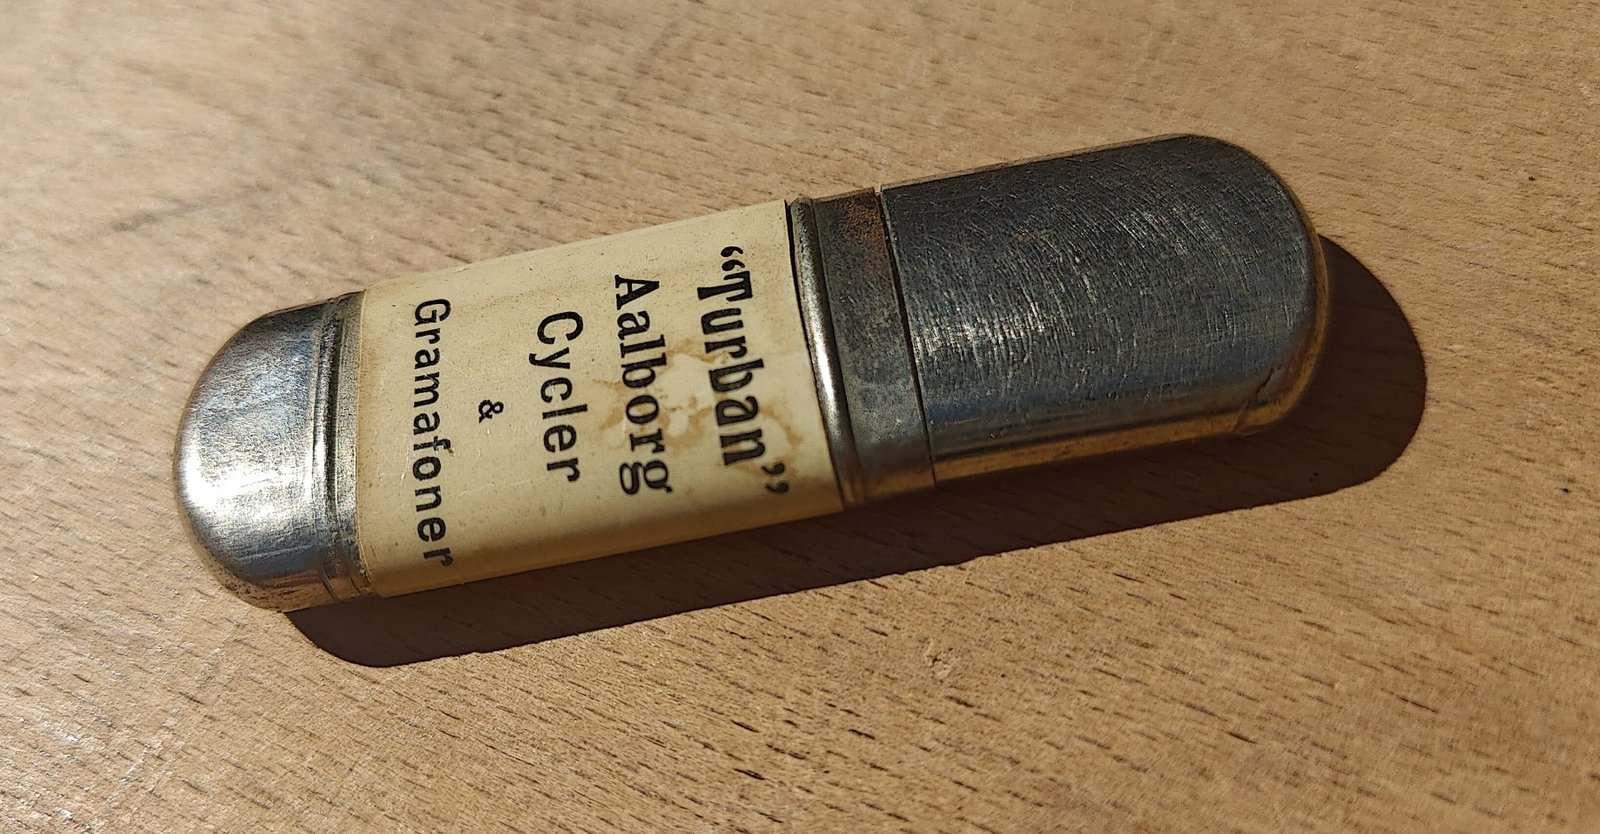 “Turban”
Aalborg
Cycler
&
Gramafoner